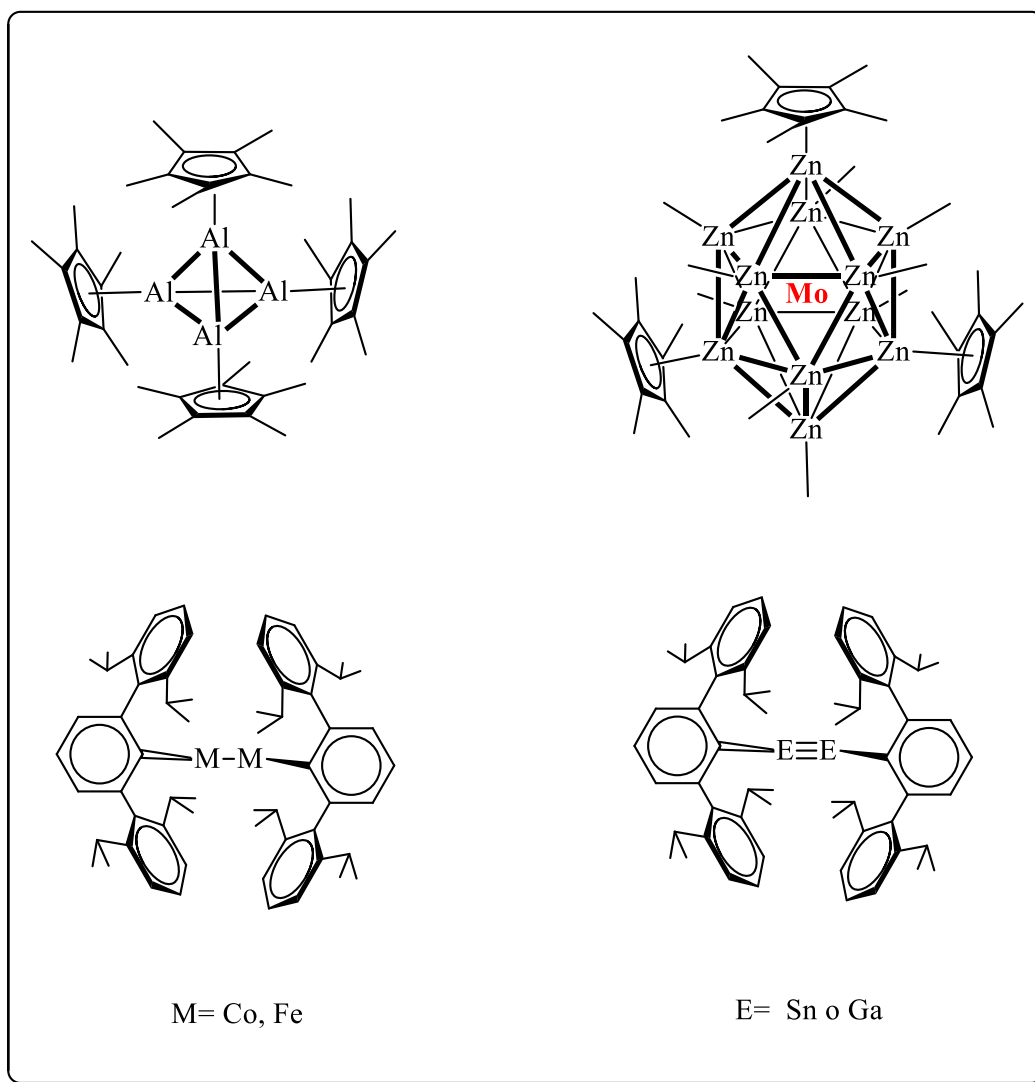 Al
Al Al
Al
Zn
Zn
Zn Zn
Zn Zn
Mo
Zn Zn
Zn Zn
Zn
Zn
M-M
E≡E
M= Co, Fe
E= Sn o Ga